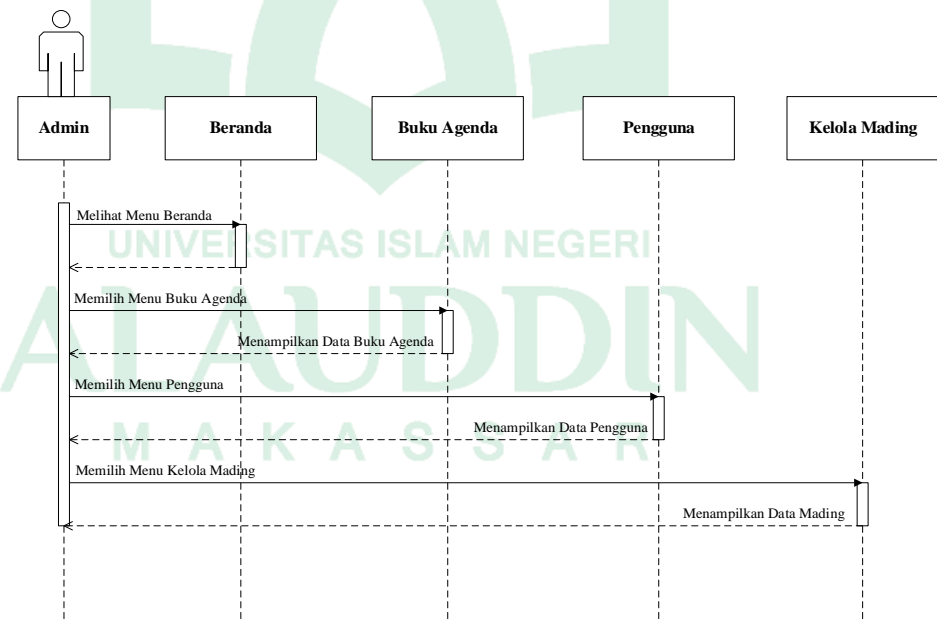 Admin
Beranda
Buku Agenda
Pengguna
Kelola Mading
Melihat Menu Beranda
UNIVERSITAS ISLAM NEGERI
Memilih Menu Buku Agenda
ALAUDDIN
Menampilkan Data Buku Agenda
Memilih Menu Pengguna
Menampilkan Data Pengguna
MAKASSAR
Memilih Menu Kelola Mading
Menampilkan Data Mading